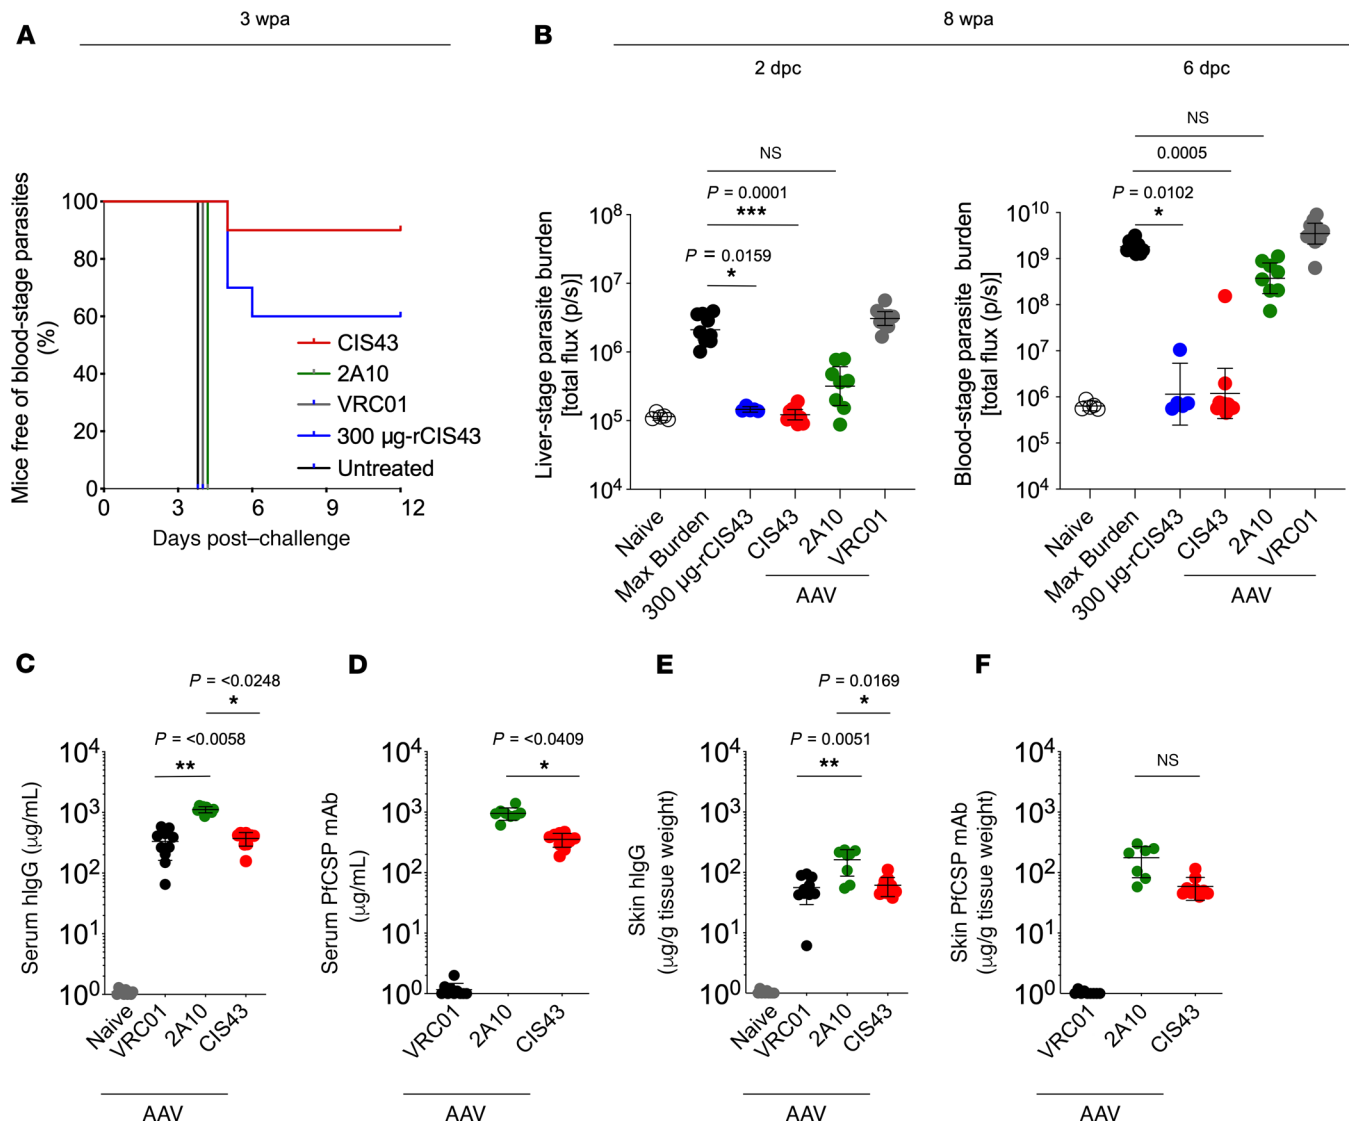 A
3 wpa
Mice free of blood-stage parasites
(%)
100
80
60
40
20
0
0
3
6
9
12
Days post–challenge
CIS43
2A10
VRC01
300 µg-rCIS43
Untreated
B
8 wpa
2 dpc
NS
P = 0.0001
***
P = 0.0159
*
Liver-stage parasite burden
[total flux (p/s)]
10⁸
10⁷
10⁶
10⁵
10⁴
Naive
Max Burden
300 µg-rCIS43
CIS43
2A10
VRC01
AAV
6 dpc
NS
0.0005
P = 0.0102
*
Blood-stage parasite burden
[total flux (p/s)]
10¹⁰
10⁹
10⁸
10⁷
10⁶
10⁵
10⁴
Naive
Max Burden
300 µg-rCIS43
CIS43
2A10
VRC01
AAV
C
P = <0.0248
*
P = <0.0058
**
Serum hIgG (µg/mL)
10⁴
10³
10²
10¹
10⁰
Naive
VRC01
2A10
CIS43
AAV
D
P = <0.0409
*
Serum PfCSP mAb
(µg/mL)
10⁴
10³
10²
10¹
10⁰
VRC01
2A10
CIS43
AAV
E
P = 0.0169
*
P = 0.0051
**
Skin hIgG
(µg/g tissue weight)
10⁴
10³
10²
10¹
10⁰
Naive
VRC01
2A10
CIS43
AAV
F
NS
Skin PfCSP mAb
(µg/g tissue weight)
10⁴
10³
10²
10¹
10⁰
VRC01
2A10
CIS43
AAV